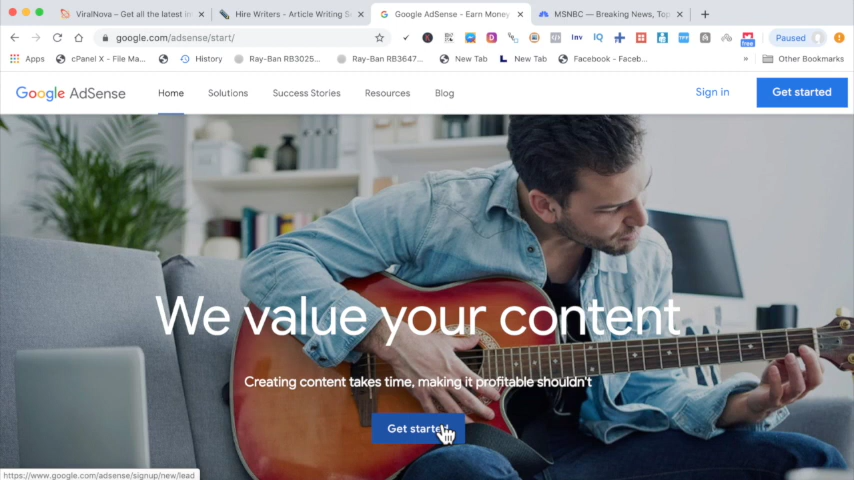 ViralNova – Get all the latest in
Hire Writers - Article Writing S
Google AdSense - Earn Money
MSNBC — Breaking News, Top
google.com/adsense/start/
Inv
IQ
free
Paused
Apps
cPanel X - File Ma...
History
Ray-Ban RB3025...
Ray-Ban RB3647...
New Tab
New Tab
Facebook - Faceb...
Other Bookmarks
Google AdSense
Home
Solutions
Success Stories
Resources
Blog
Sign in
Get started
We value your content
Creating content takes time, making it profitable shouldn't
Get started
https://www.google.com/adsense/signup/new/lead